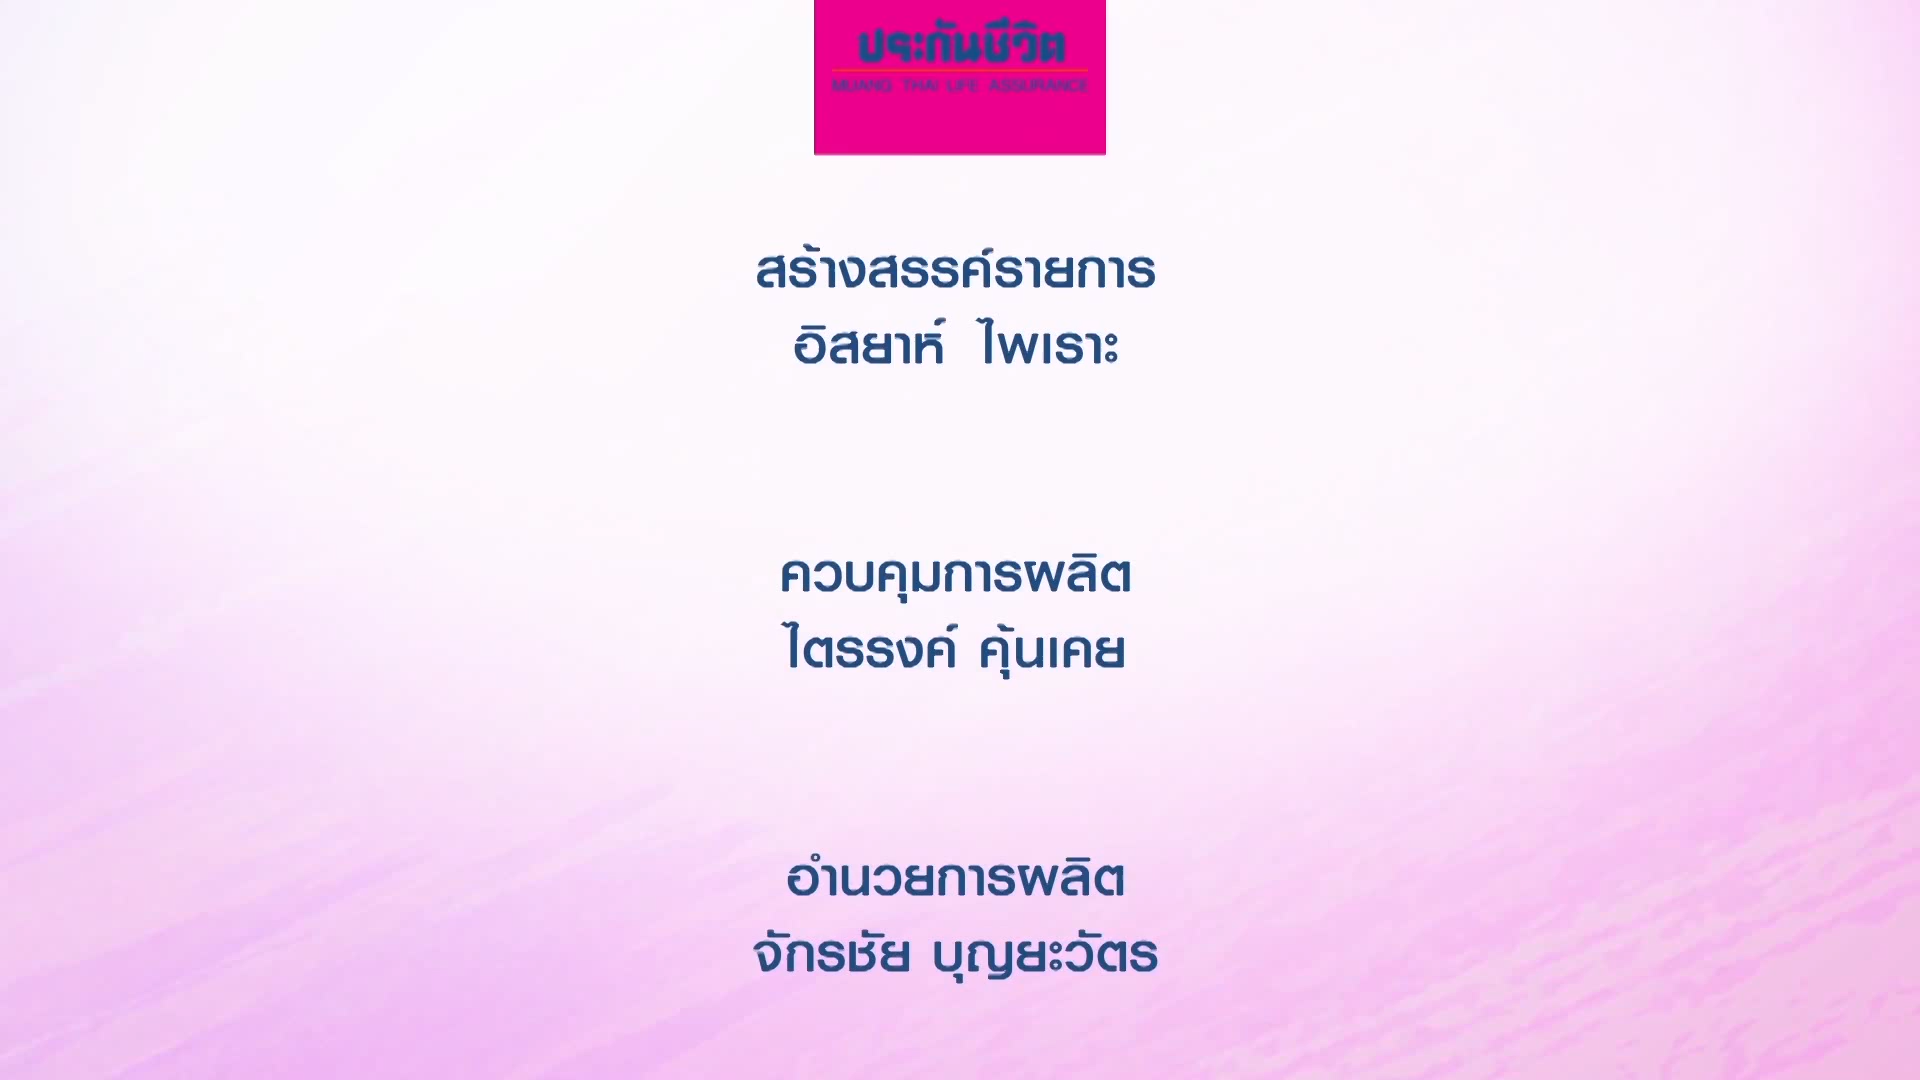 ประกันชีวิต
MUANG THAI LIFE ASSURANCE
สร้างสรรค์รายการ
อิสยาห์ ไพเราะ
ควบคุมการผลิต
ไตรรงค์ คุ้นเคย
อำนวยการผลิต
จักรชัย บุญยะวัตร